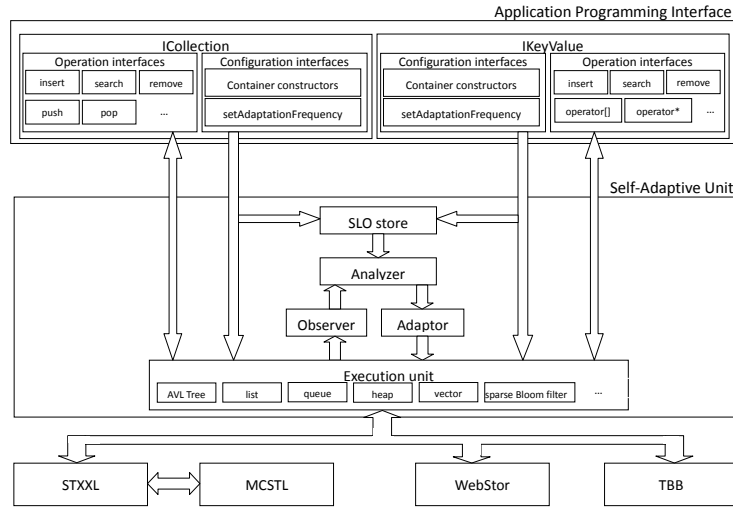 Application Programming Interface
ICollection
IKeyValue
Operation interfaces
Configuration interfaces
Configuration interfaces
Operation interfaces
insert
search
remove
Container constructors
Container constructors
insert
search
remove
push
pop
...
setAdaptationFrequency
setAdaptationFrequency
operator[]
operator*
...
Self-Adaptive Unit
SLO store
Analyzer
Observer
Adaptor
Execution unit
AVL Tree
list
queue
heap
vector
sparse Bloom filter
...
STXXL
MCSTL
WebStor
TBB